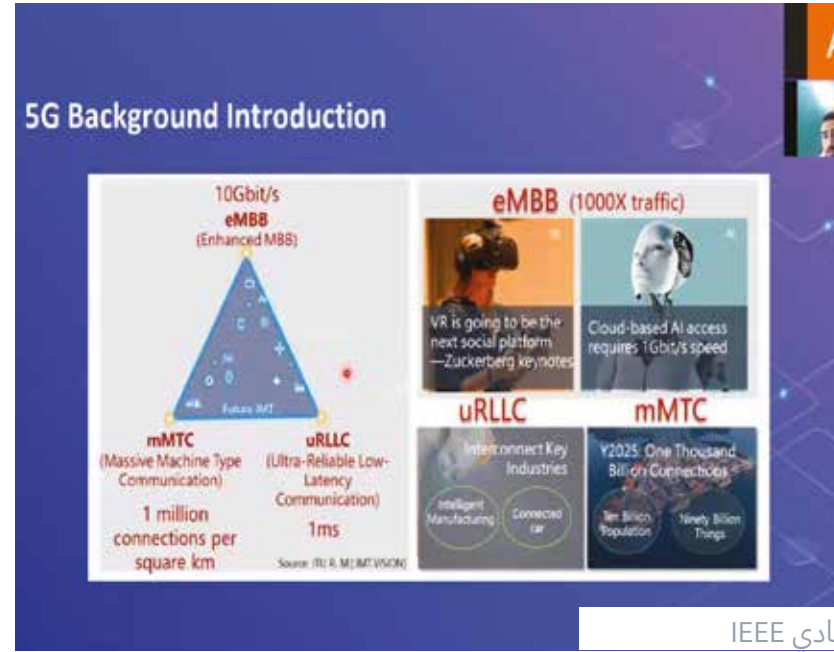 5G Background Introduction
10Gbit/s
eMBB
(Enhanced MBB)
Future IMT
mMTC
(Massive Machine Type
Communication)
1 million
connections per
square km
uRLLC
(Ultra-Reliable Low-
Latency
Communication)
1ms
eMBB (1000X traffic)
VR is going to be the
next social platform
—Zuckerberg keynotes
Cloud-based AI access
requires 1Gbit/s speed
uRLLC
Interconnect Key
Industries
Intelligent
Manufacturing
Connected
car
mMTC
Y2025: One Thousand
Billion Connections
Ten Billion
Population
Ninety Billion
Things
IEEE